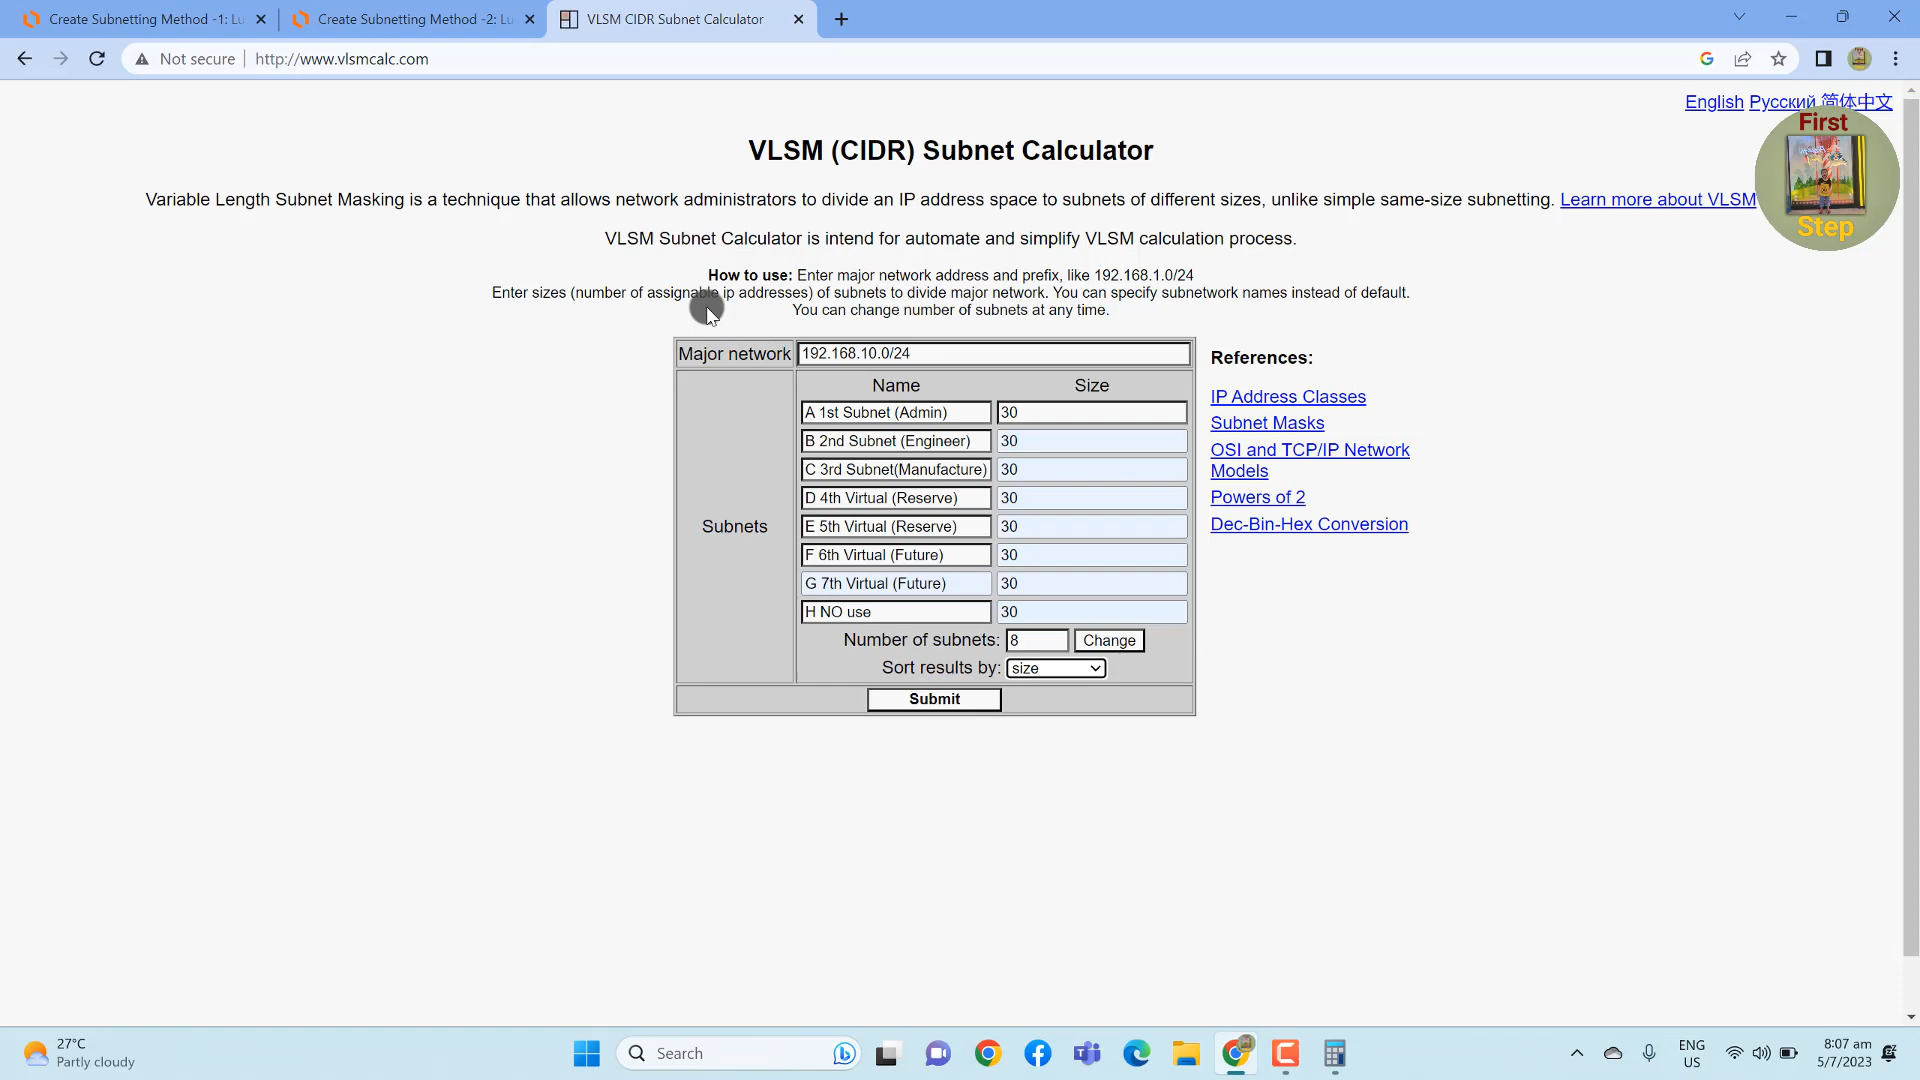 Create Subnetting Method -1: Lu
Create Subnetting Method -2: Lu
VLSM CIDR Subnet Calculator
Not secure
http://www.vlsmcalc.com
English Русский 简体中文
First
Step
VLSM (CIDR) Subnet Calculator
Variable Length Subnet Masking is a technique that allows network administrators to divide an IP address space to subnets of different sizes, unlike simple same-size subnetting. Learn more about VLSM
VLSM Subnet Calculator is intend for automate and simplify VLSM calculation process.
How to use: Enter major network address and prefix, like 192.168.1.0/24
Enter sizes (number of assignable ip addresses) of subnets to divide major network. You can specify subnetwork names instead of default.
You can change number of subnets at any time.
Major network 192.168.10.0/24
Name Size
A 1st Subnet (Admin) 30
B 2nd Subnet (Engineer) 30
C 3rd Subnet(Manufacture) 30
D 4th Virtual (Reserve) 30
Subnets E 5th Virtual (Reserve) 30
F 6th Virtual (Future) 30
G 7th Virtual (Future) 30
H NO use 30
Number of subnets: 8 Change
Sort results by: size
Submit
References:
IP Address Classes
Subnet Masks
OSI and TCP/IP Network
Models
Powers of 2
Dec-Bin-Hex Conversion
27°C
Partly cloudy
Search
ENG
US
8:07 am
5/7/2023